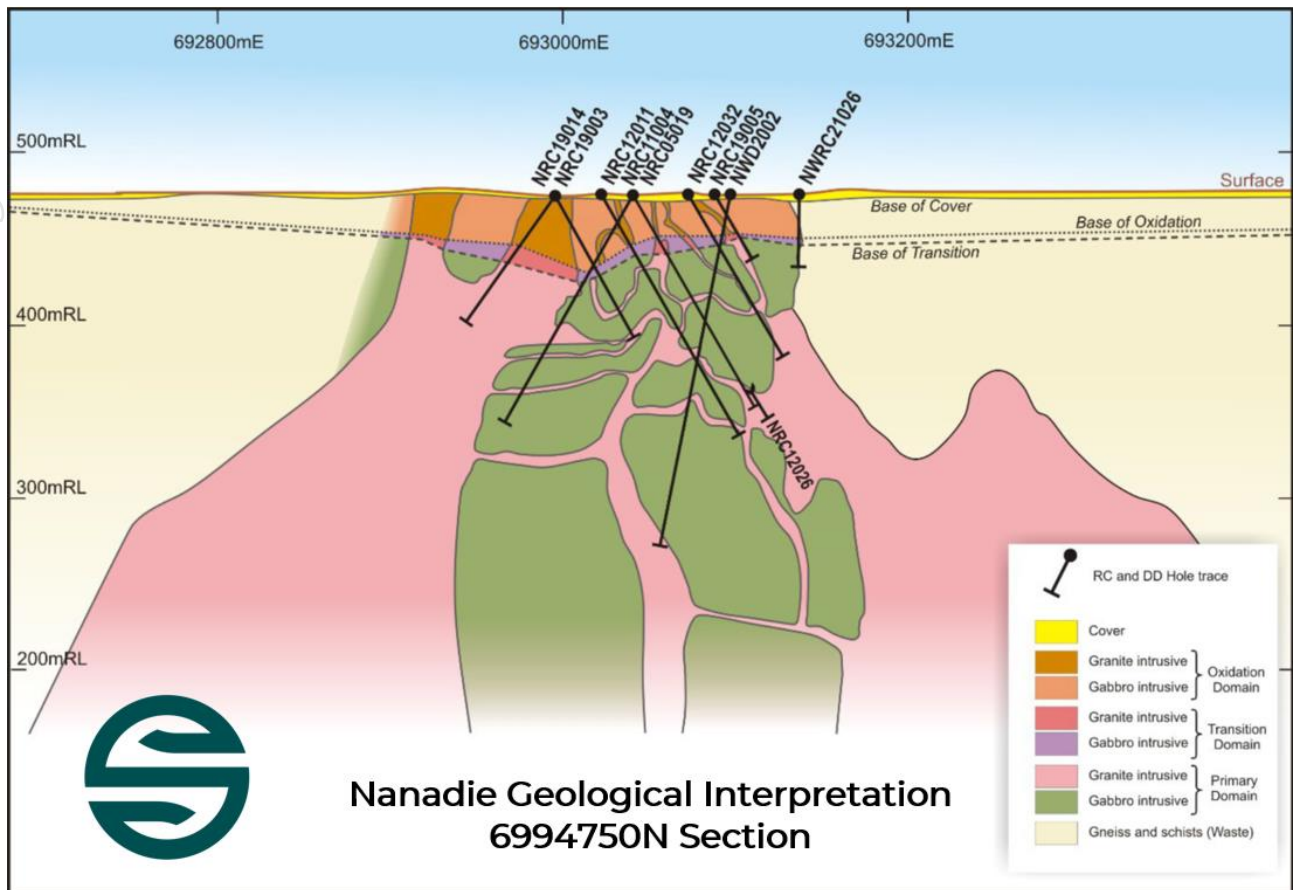 692800mE
693000mE
693200mE
NRC19014
NRC19003
NRC12011
NRC11004
NRC05019
NRC12032
NRC19005
NWD2002
NWRC21026
500mRL
Surface
Base of Cover
Base of Oxidation
Base of Transition
400mRL
NRC12026
300mRL
200mRL
RC and DD Hole trace
Cover
Granite intrusive
Gabbro intrusive
Oxidation
Domain
Granite intrusive
Gabbro intrusive
Transition
Domain
Granite intrusive
Gabbro intrusive
Primary
Domain
Gneiss and schists (Waste)
Nanadie Geological Interpretation
6994750N Section